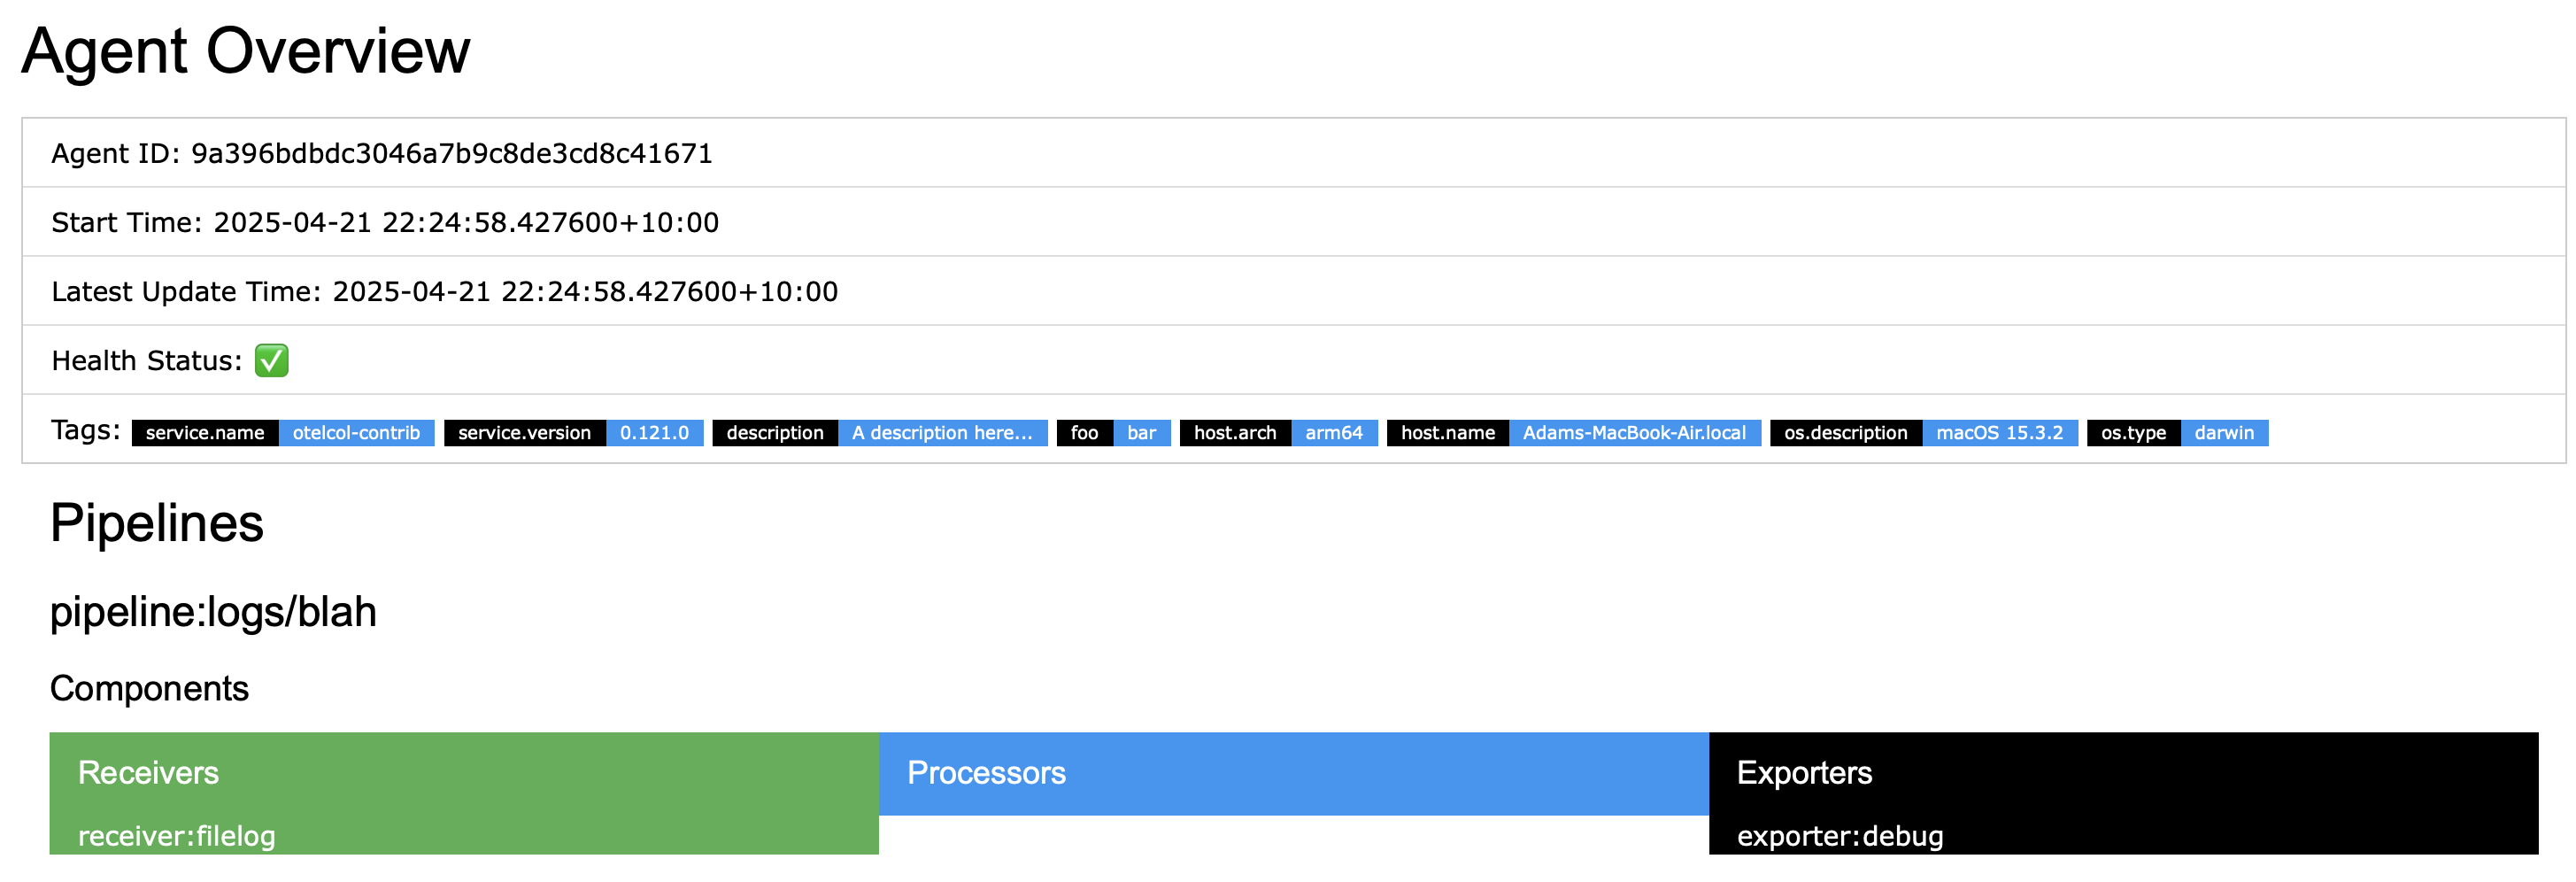 Agent Overview
Agent ID: 9a396bdbdc3046a7b9c8de3cd8c41671
Start Time: 2025-04-21 22:24:58.427600+10:00
Latest Update Time: 2025-04-21 22:24:58.427600+10:00
Health Status: ✅
Tags: service.name otelcol-contrib service.version 0.121.0 description A description here... foo bar host.arch arm64 host.name Adams-MacBook-Air.local os.description macOS 15.3.2 os.type darwin
Pipelines
pipeline:logs/blah
Components
Receivers Processors Exporters
receiver:filelog exporter:debug